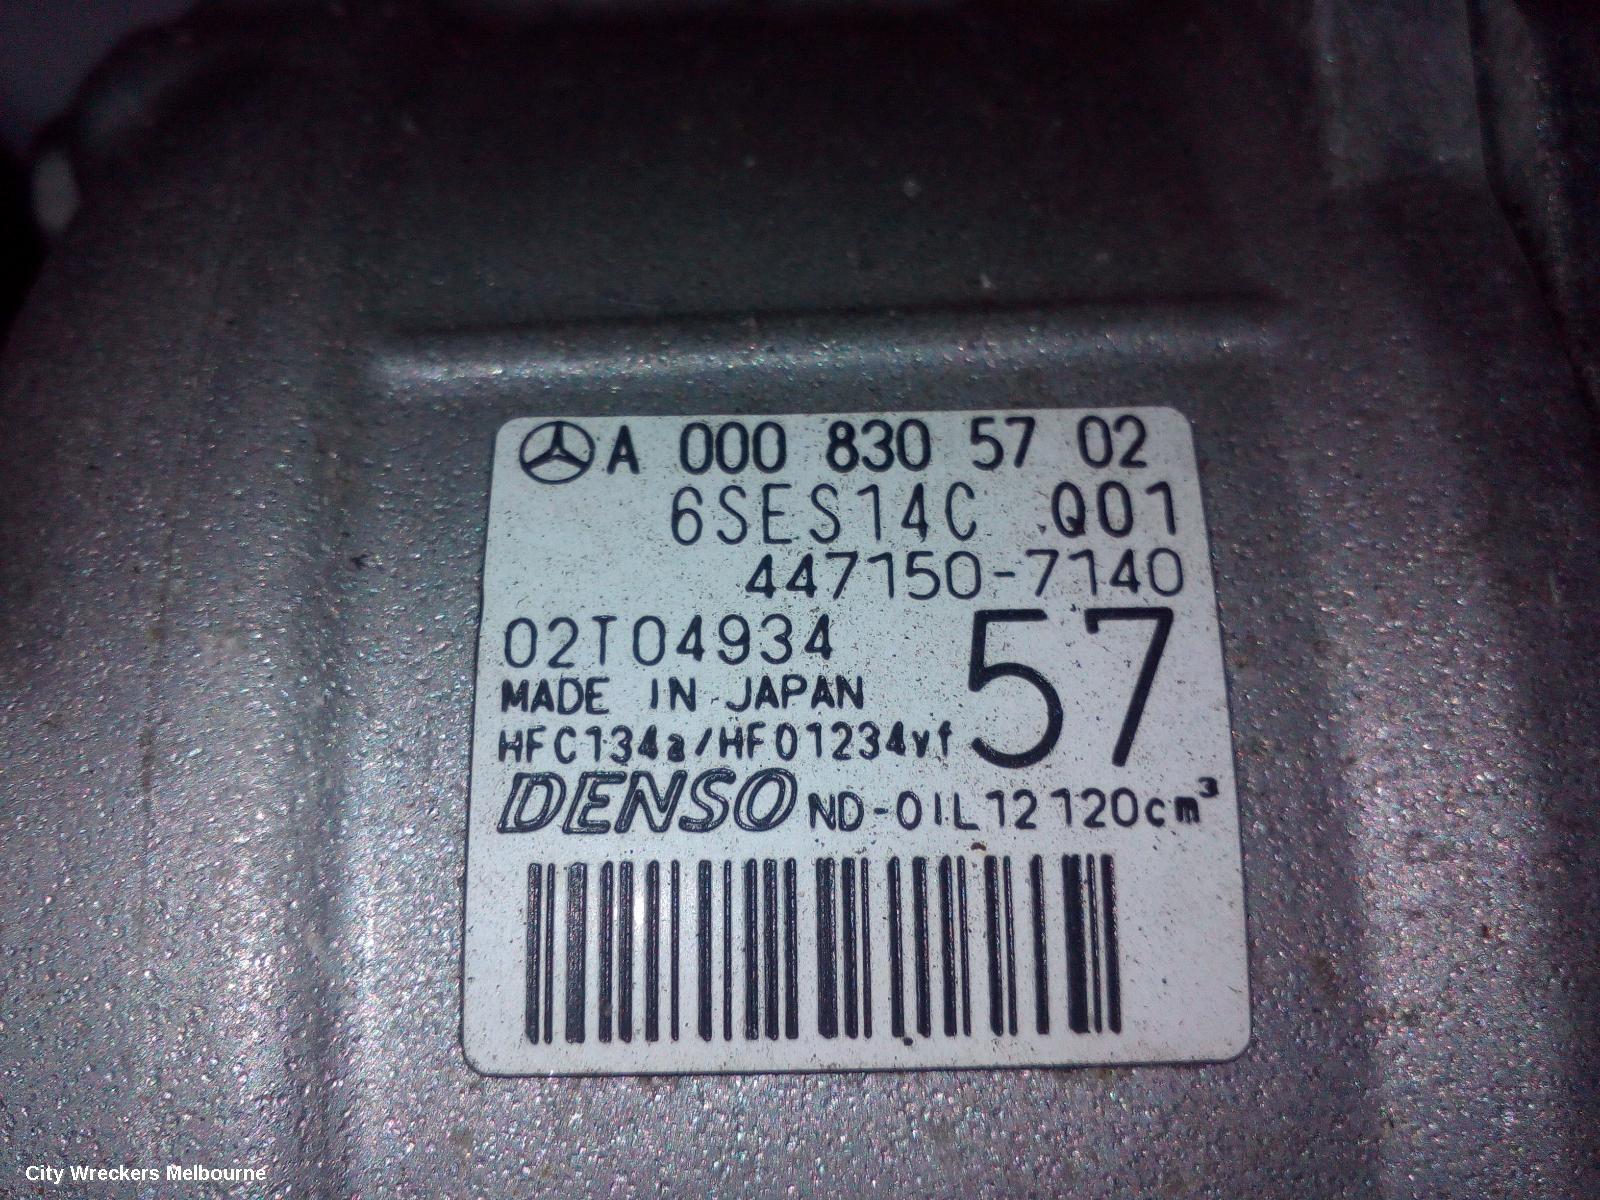 A 000 830 57 02
6SES14C Q01
447150-7140
02T04934
57
MADE IN JAPAN
HFC134a/HF01234yf
DENSO ND-OIL12 120cm³
City Wreckers Melbourne